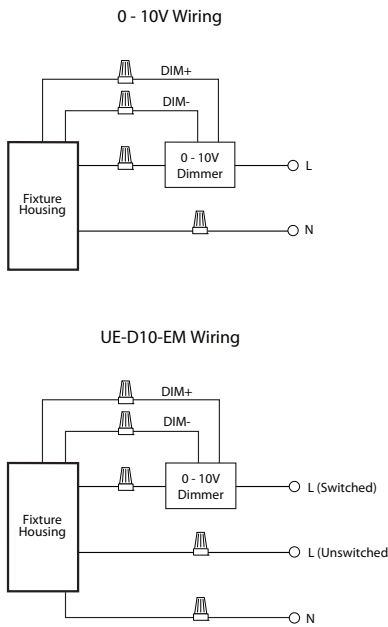 0 - 10V Wiring
DIM+
DIM-
0 - 10V
Dimmer
L
Fixture
Housing
N
UE-D10-EM Wiring
DIM+
DIM-
0 - 10V
Dimmer
L (Switched)
Fixture
Housing
L (Unswitched
N